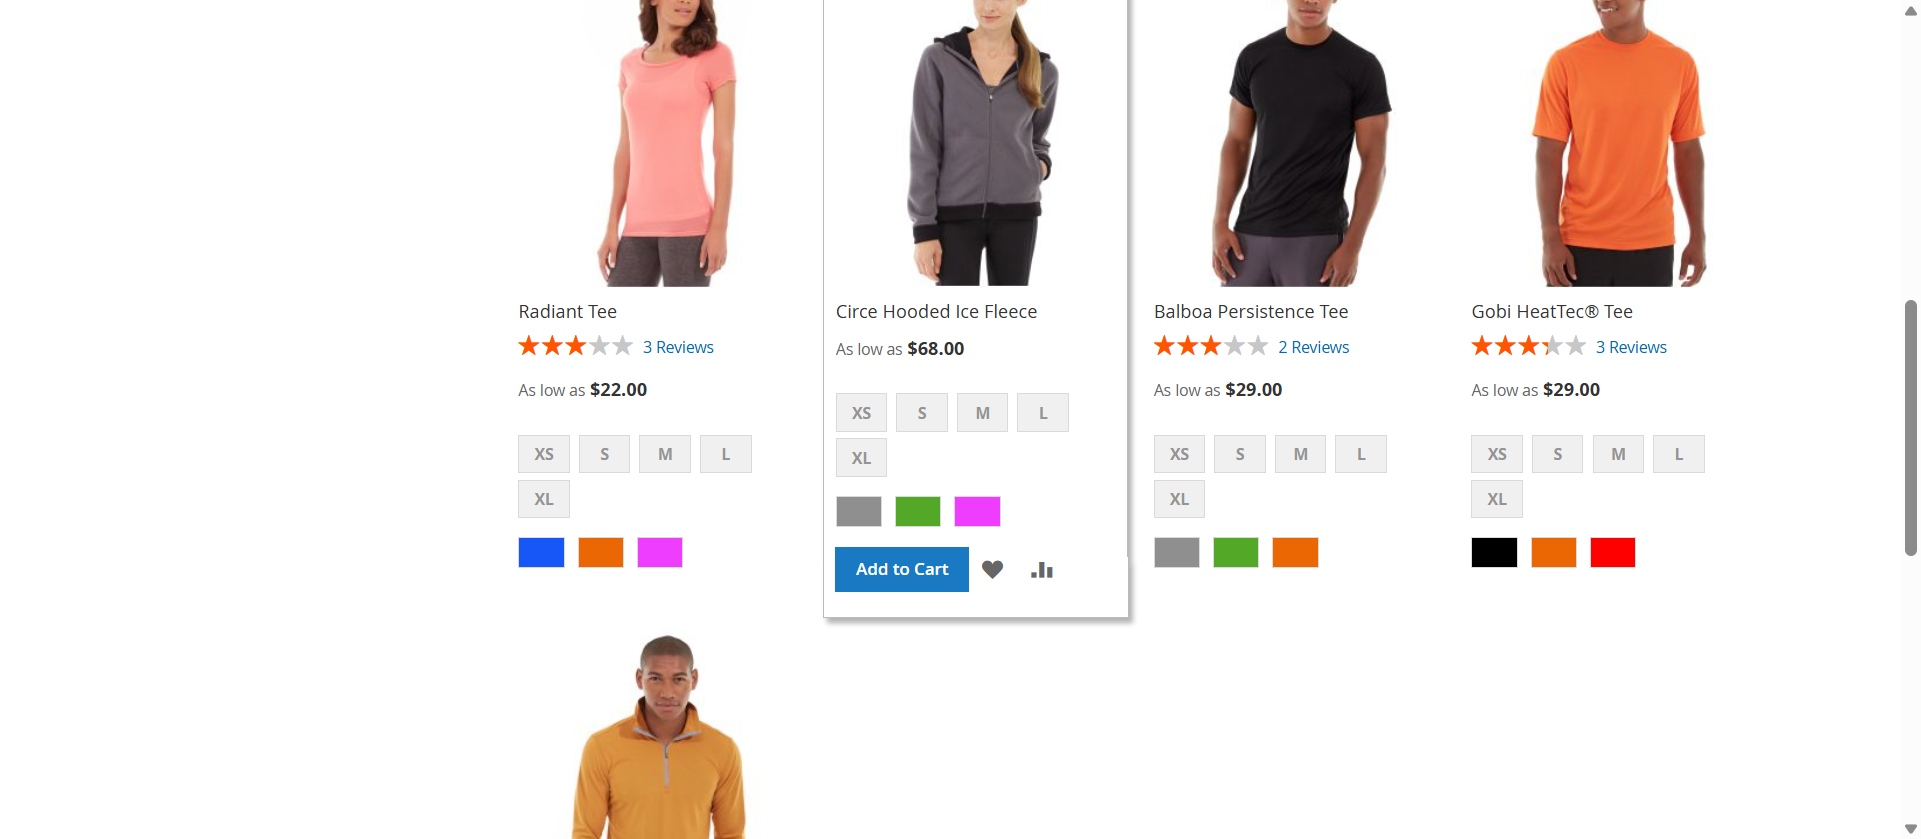 Radiant Tee
3 Reviews
As low as $22.00
XS S M L
XL
Circe Hooded Ice Fleece
As low as $68.00
XS S M L
XL
Add to Cart
Balboa Persistence Tee
2 Reviews
As low as $29.00
XS S M L
XL
Gobi HeatTec® Tee
3 Reviews
As low as $29.00
XS S M L
XL